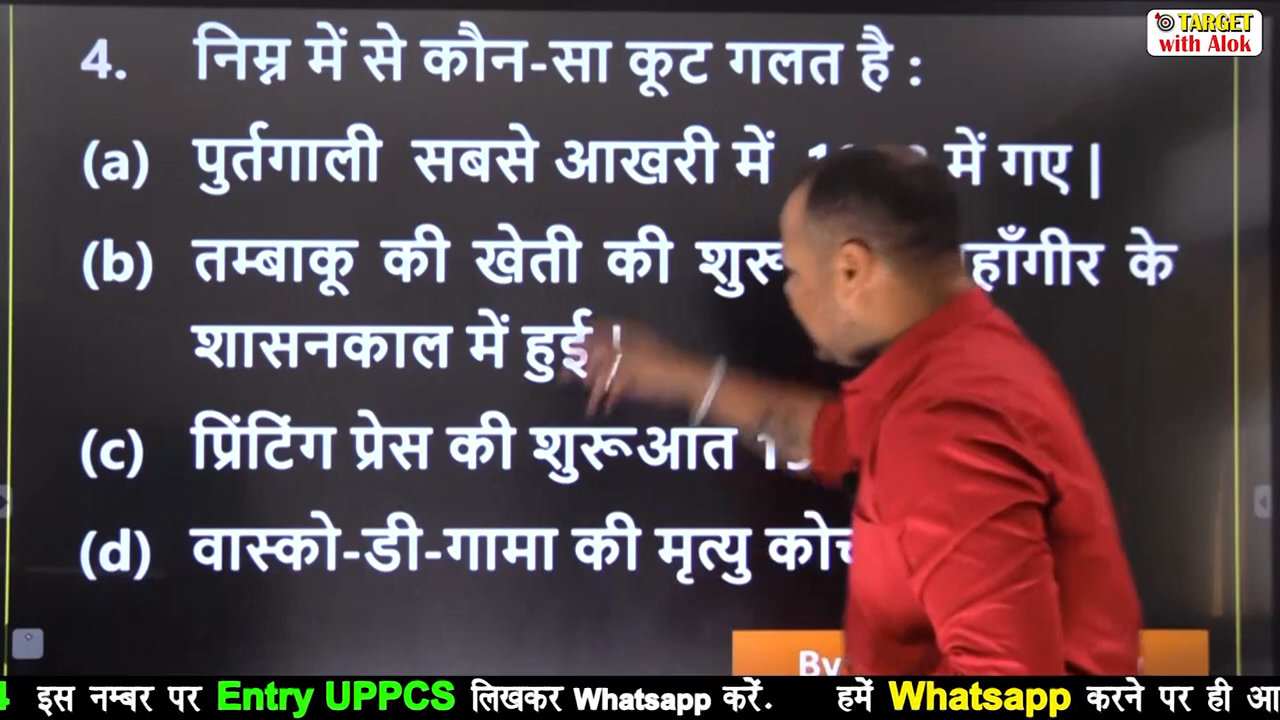 TARGET
with Alok
4. निम्न में से कौन-सा कूट गलत है :
(a) पुर्तगाली सबसे आखरी में में गए |
(b) तम्बाकू की खेती की के
शासनकाल में हुई |
(c) प्रिंटिंग प्रेस की शुरूआत
(d) वास्को-डी-गामा की मृत्यु
By
इस नम्बर पर Entry UPPCS लिखकर Whatsapp करें. हमें Whatsapp करने पर ही